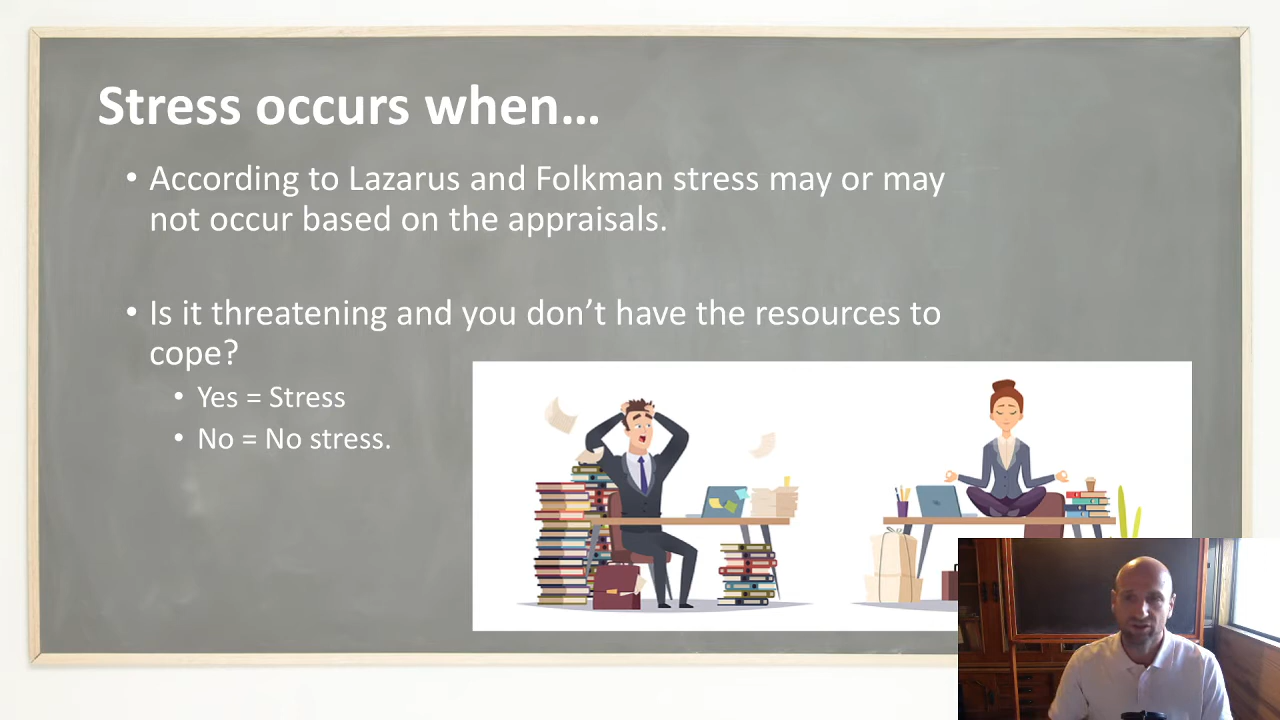 Stress occurs when...
• According to Lazarus and Folkman stress may or may
not occur based on the appraisals.
• Is it threatening and you don’t have the resources to
cope?
• Yes = Stress
• No = No stress.